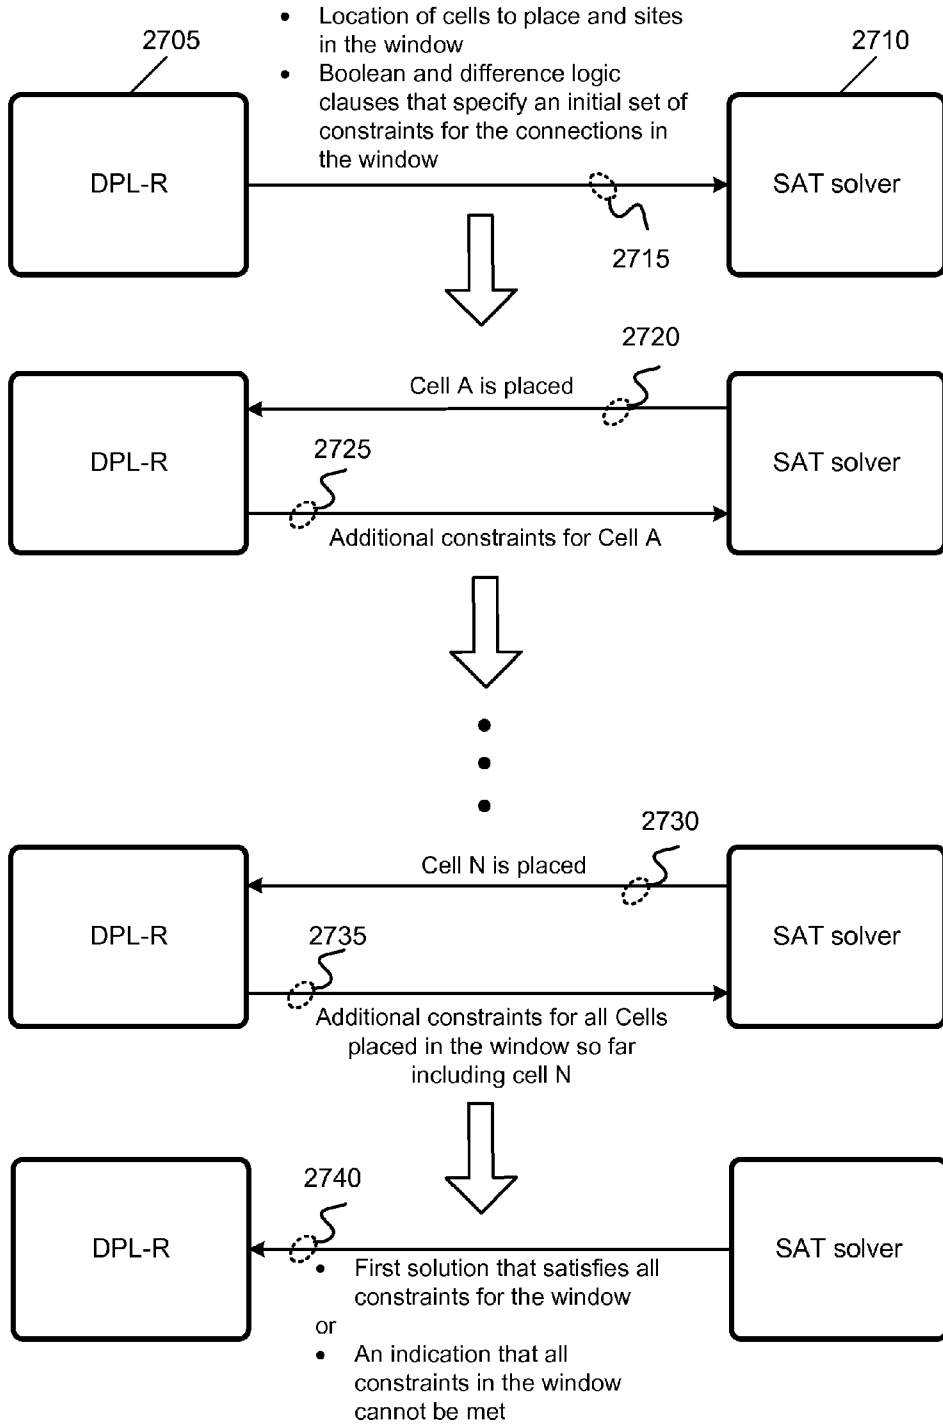 2705
• Location of cells to place and sites
in the window
• Boolean and difference logic
clauses that specify an initial set of
constraints for the connections in
the window
2710
DPL-R
SAT solver
2715
2720
Cell A is placed
DPL-R
SAT solver
2725
Additional constraints for Cell A
2730
Cell N is placed
DPL-R
SAT solver
2735
Additional constraints for all Cells
placed in the window so far
including cell N
2740
DPL-R
SAT solver
• First solution that satisfies all
constraints for the window
or
• An indication that all
constraints in the window
cannot be met